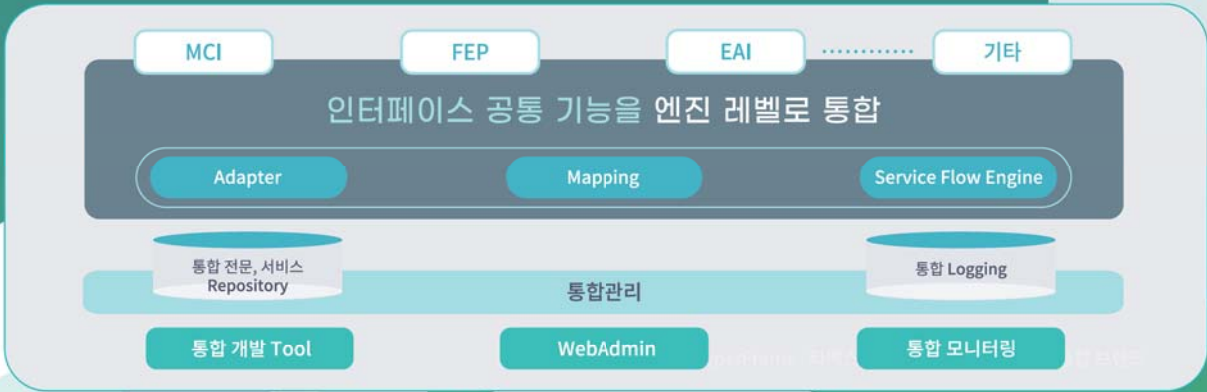 MCI
FEP
EAI
기타
인터페이스 공통 기능을 엔진 레벨로 통합
Adapter
Mapping
Service Flow Engine
통합 전문, 서비스
Repository
통합 Logging
통합관리
통합 개발 Tool
WebAdmin
통합 모니터링